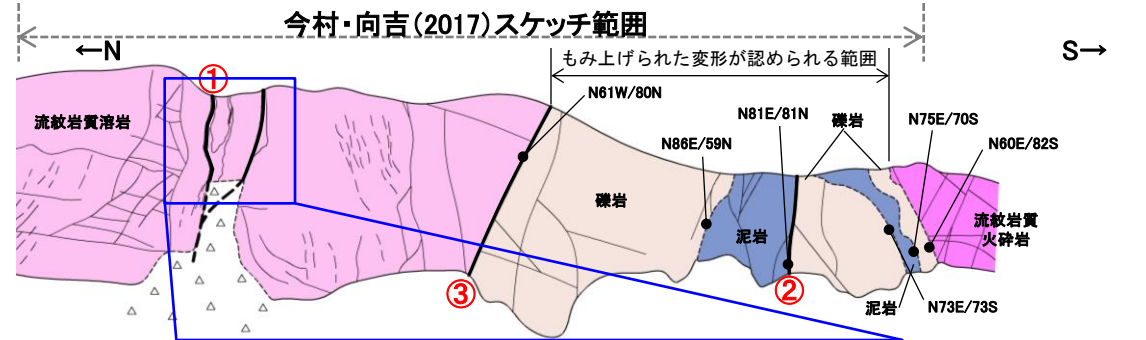 今村・向吉(2017)スケッチ範囲
←N
S→
もみ上げられた変形が認められる範囲
①
流紋岩質溶岩
N61W/80N
N81E/81N
礫岩
N75E/70S
N86E/59N
N60E/82S
礫岩
泥岩
流紋岩質
火砕岩
③
②
泥岩
N73E/73S